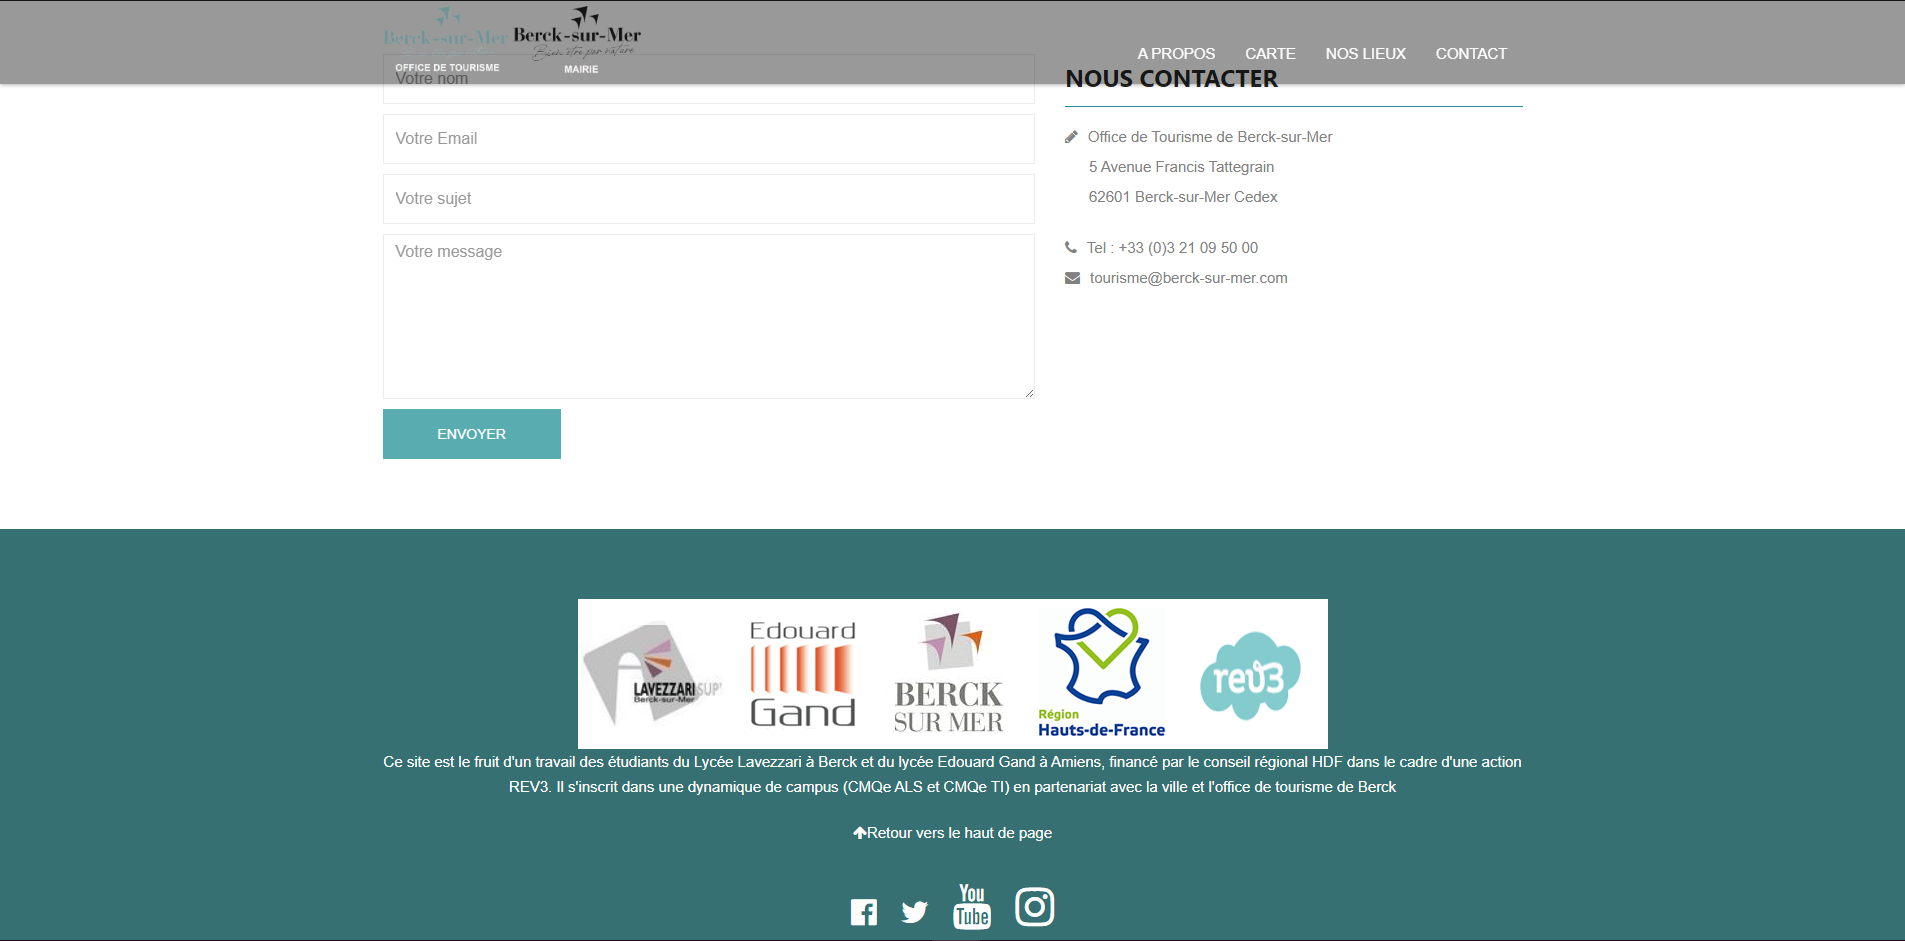 Berck-sur-Mer
OFFICE DE TOURISME
Berck-sur-Mer
Bien être par nature
MAIRIE
A PROPOS
CARTE
NOS LIEUX
CONTACT
Votre nom
Votre Email
Votre sujet
Votre message
ENVOYER
NOUS CONTACTER
Office de Tourisme de Berck-sur-Mer
5 Avenue Francis Tattegrain
62601 Berck-sur-Mer Cedex
Tel : +33 (0)3 21 09 50 00
tourisme@berck-sur-mer.com
LAVEZZARI SUP'
Berck-sur-Mer
Edouard
Gand
BERCK
SUR MER
Région
Hauts-de-France
rev3
Ce site est le fruit d'un travail des étudiants du Lycée Lavezzari à Berck et du lycée Edouard Gand à Amiens, financé par le conseil régional HDF dans le cadre d'une action
REV3. Il s'inscrit dans une dynamique de campus (CMQe ALS et CMQe TI) en partenariat avec la ville et l'office de tourisme de Berck
Retour vers le haut de page
You
Tube